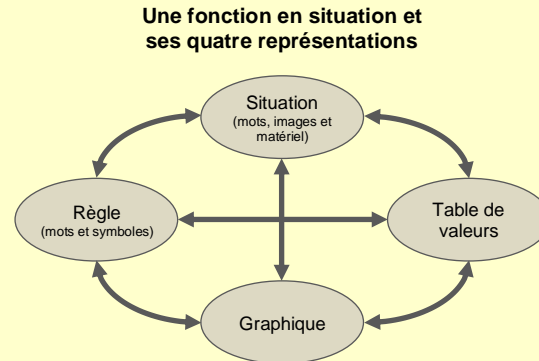 Une fonction en situation et
ses quatre représentations
Situation
(mots, images et
matériel)
Règle
(mots et symboles)
Table de
valeurs
Graphique